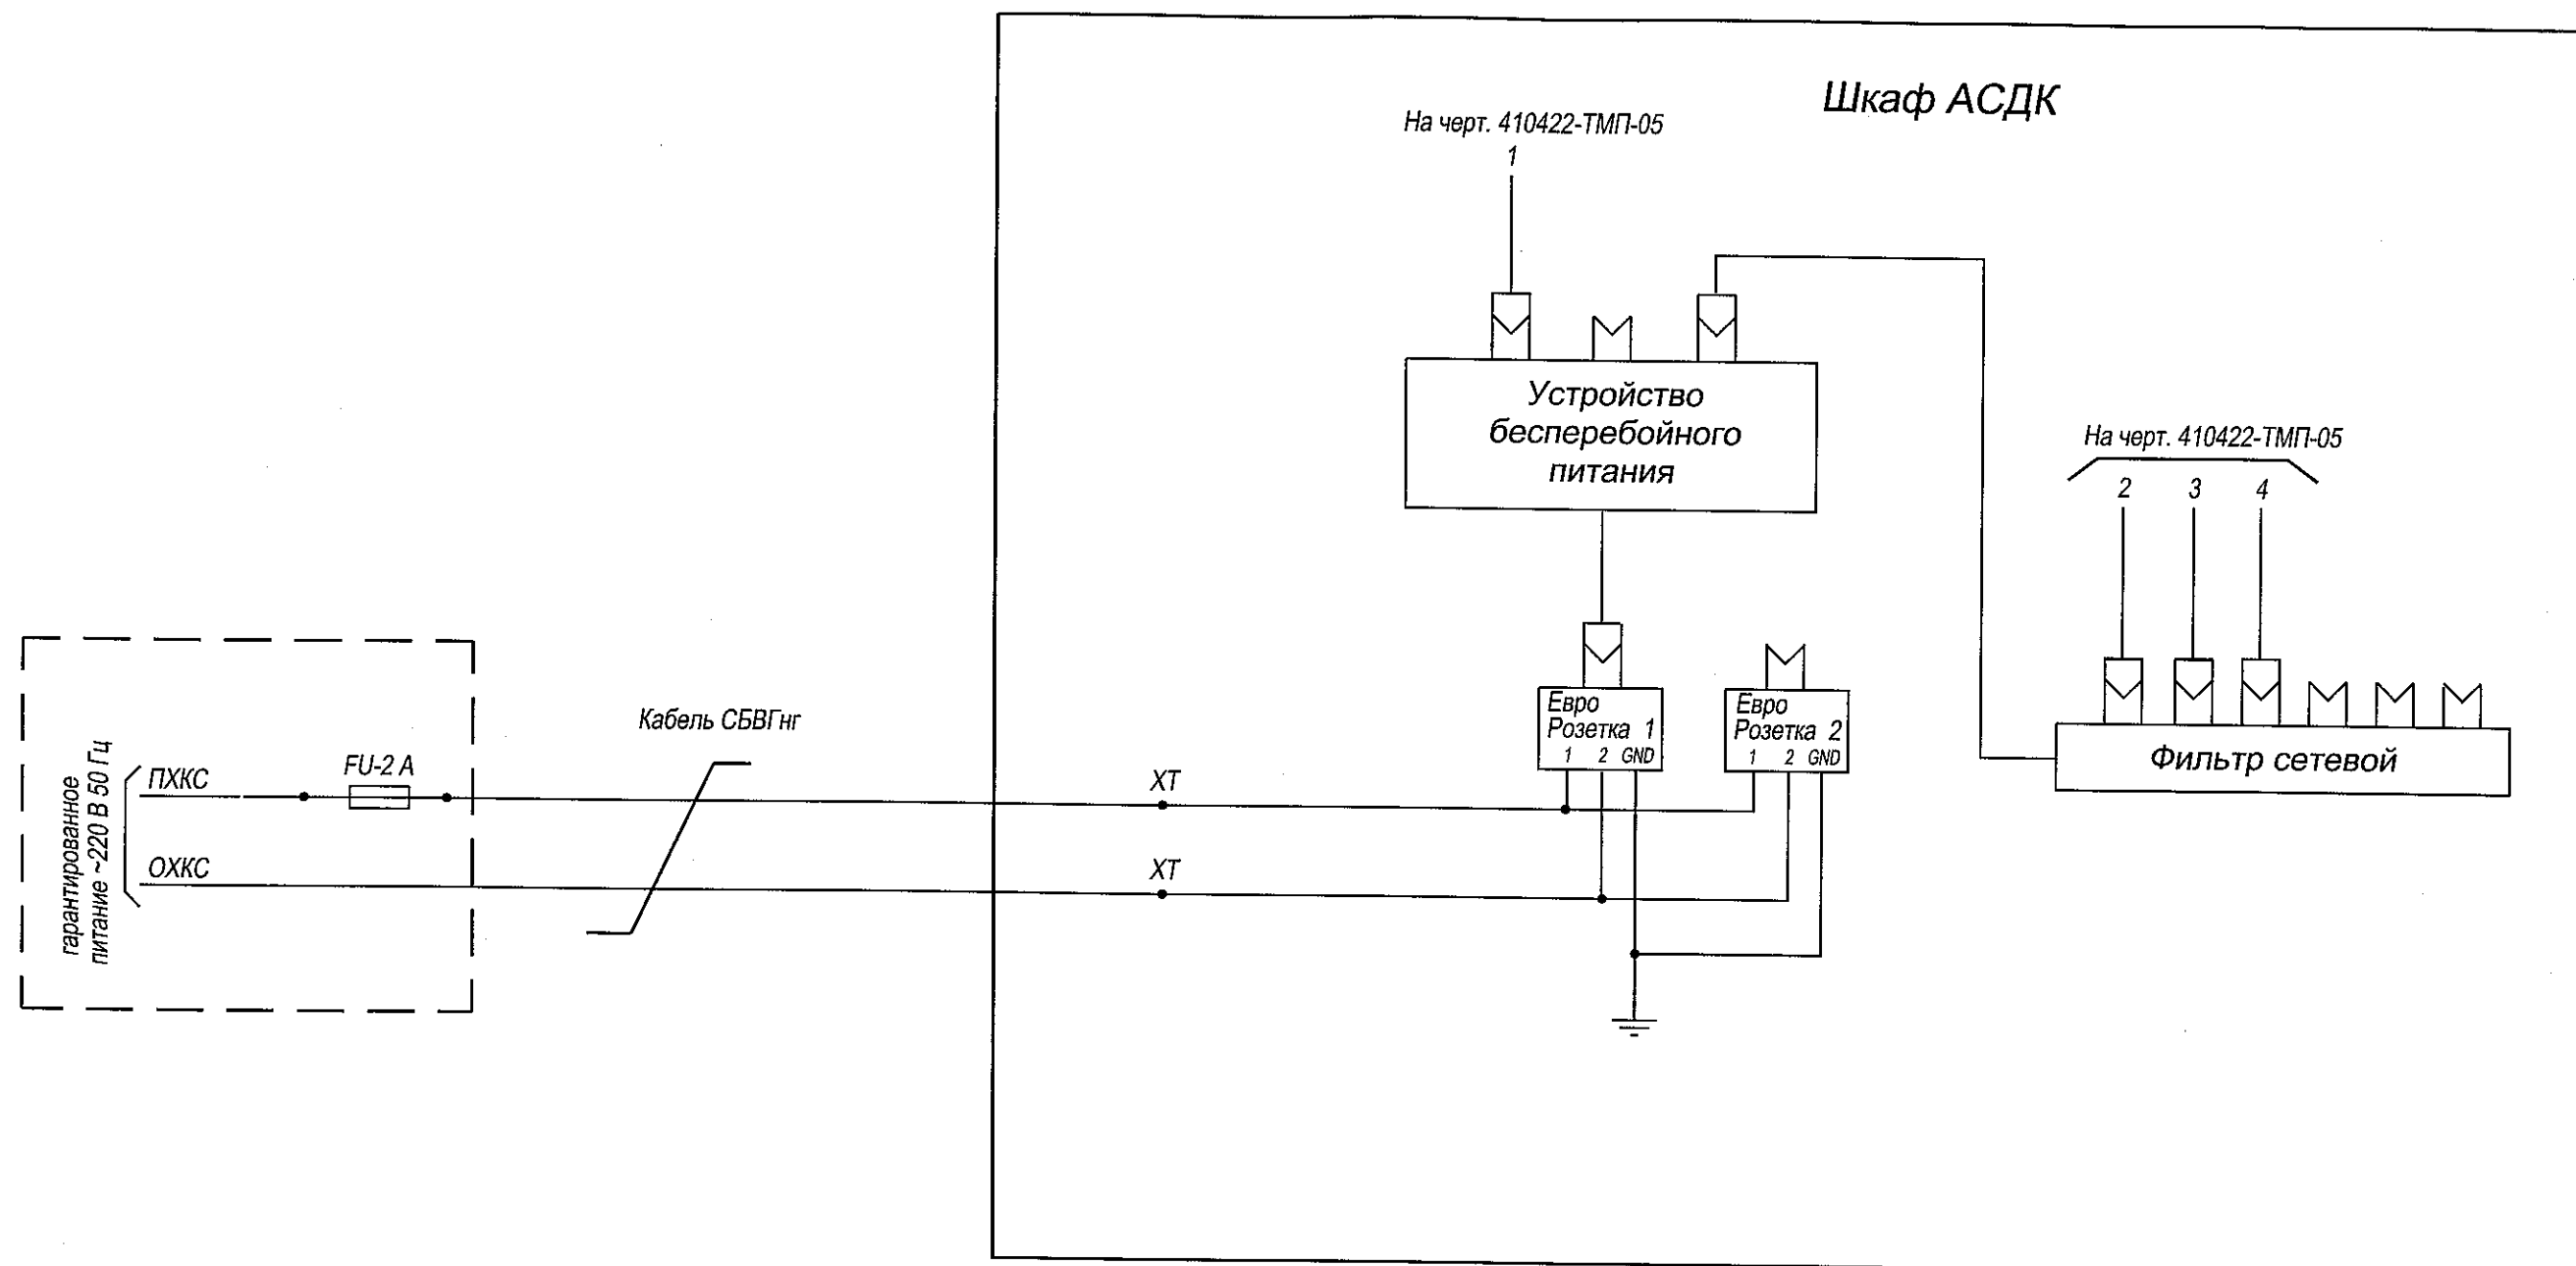 Шкаф АСДК
На черт. 410422-ТМП-05
1
Устройство
бесперебойного
питания
На черт. 410422-ТМП-05
2 3 4
Фильтр сетевой
Евро
Розетка 1
1 2 GND
Евро
Розетка 2
1 2 GND
Кабель СБВГнг
гарантированное
питание ~220 В 50 Гц
ПХКС
FU-2 А
ХТ
ОХКС
ХТ